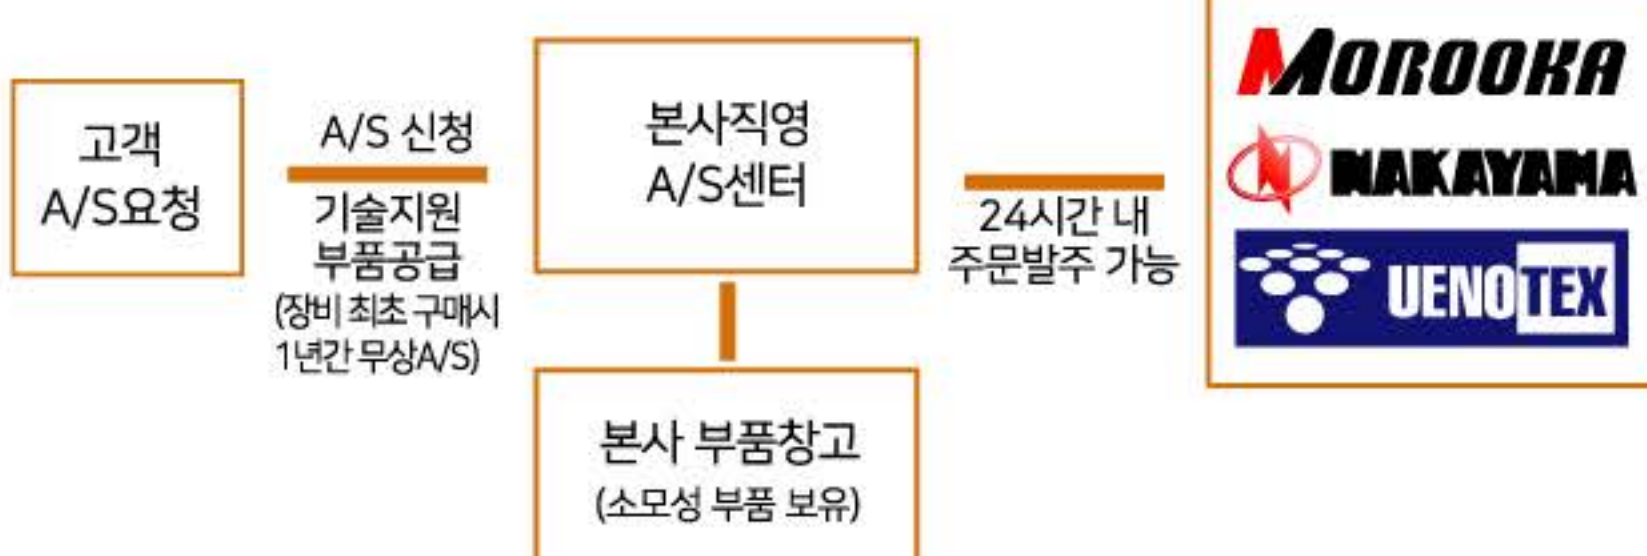 고객
A/S요청
A/S 신청
기술지원
부품공급
(장비 최초 구매시
1년간 무상A/S)
본사직영
A/S센터
본사 부품창고
(소모성 부품 보유)
24시간 내
주문발주 가능
MOROOKA
NAKAYAMA
UENOTEX